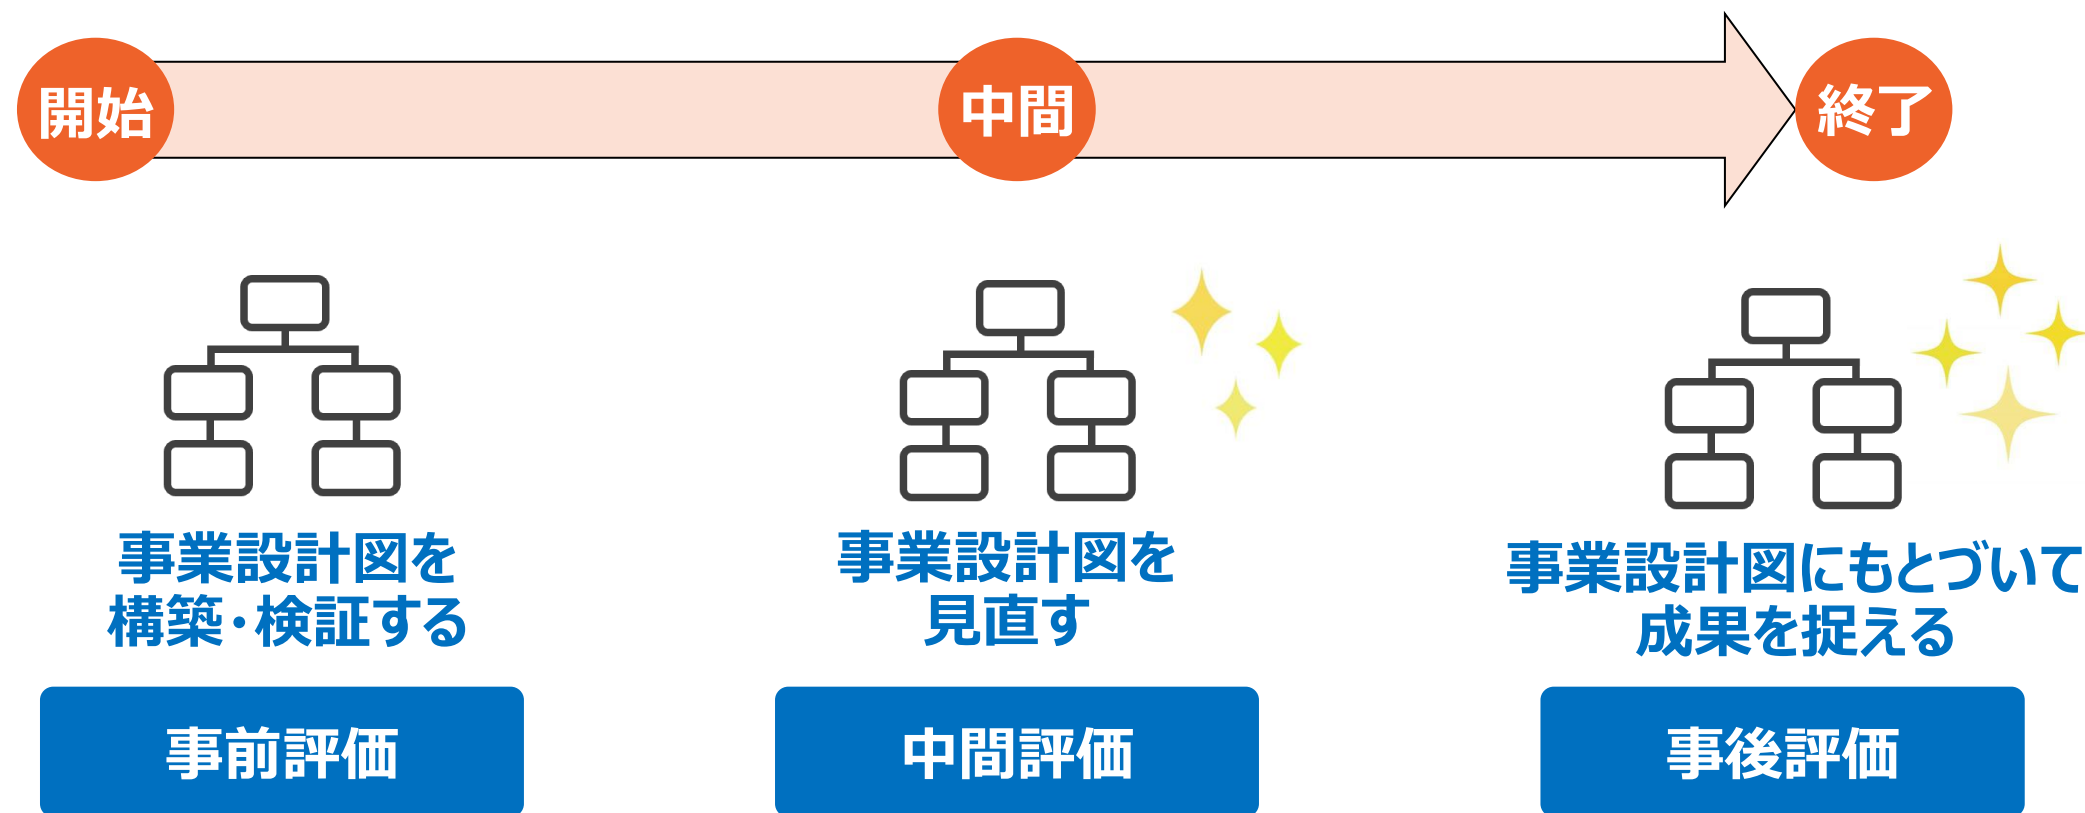 開始
中間
終了
事業設計図を
構築・検証する
事業設計図を
見直す
事業設計図にもとづいて
成果を捉える
事前評価
中間評価
事後評価